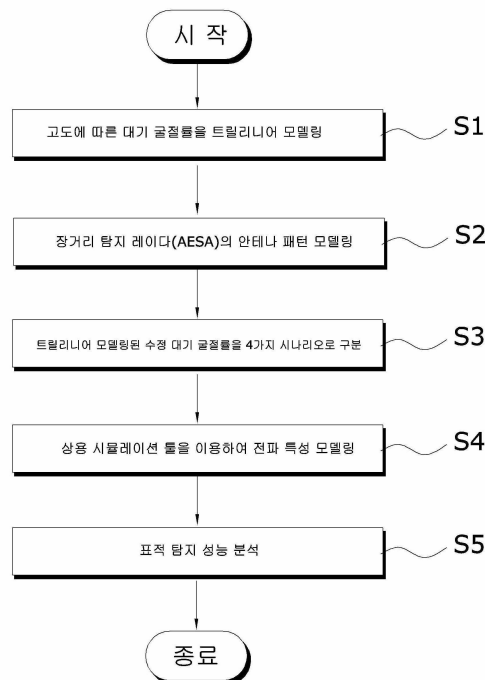 시 작
고도에 따른 대기 굴절률을 트릴리니어 모델링
S1
장거리 탐지 레이다(AESA)의 안테나 패턴 모델링
S2
트릴리니어 모델링된 수정 대기 굴절률을 4가지 시나리오로 구분
S3
상용 시뮬레이션 툴을 이용하여 전파 특성 모델링
S4
표적 탐지 성능 분석
S5
종료